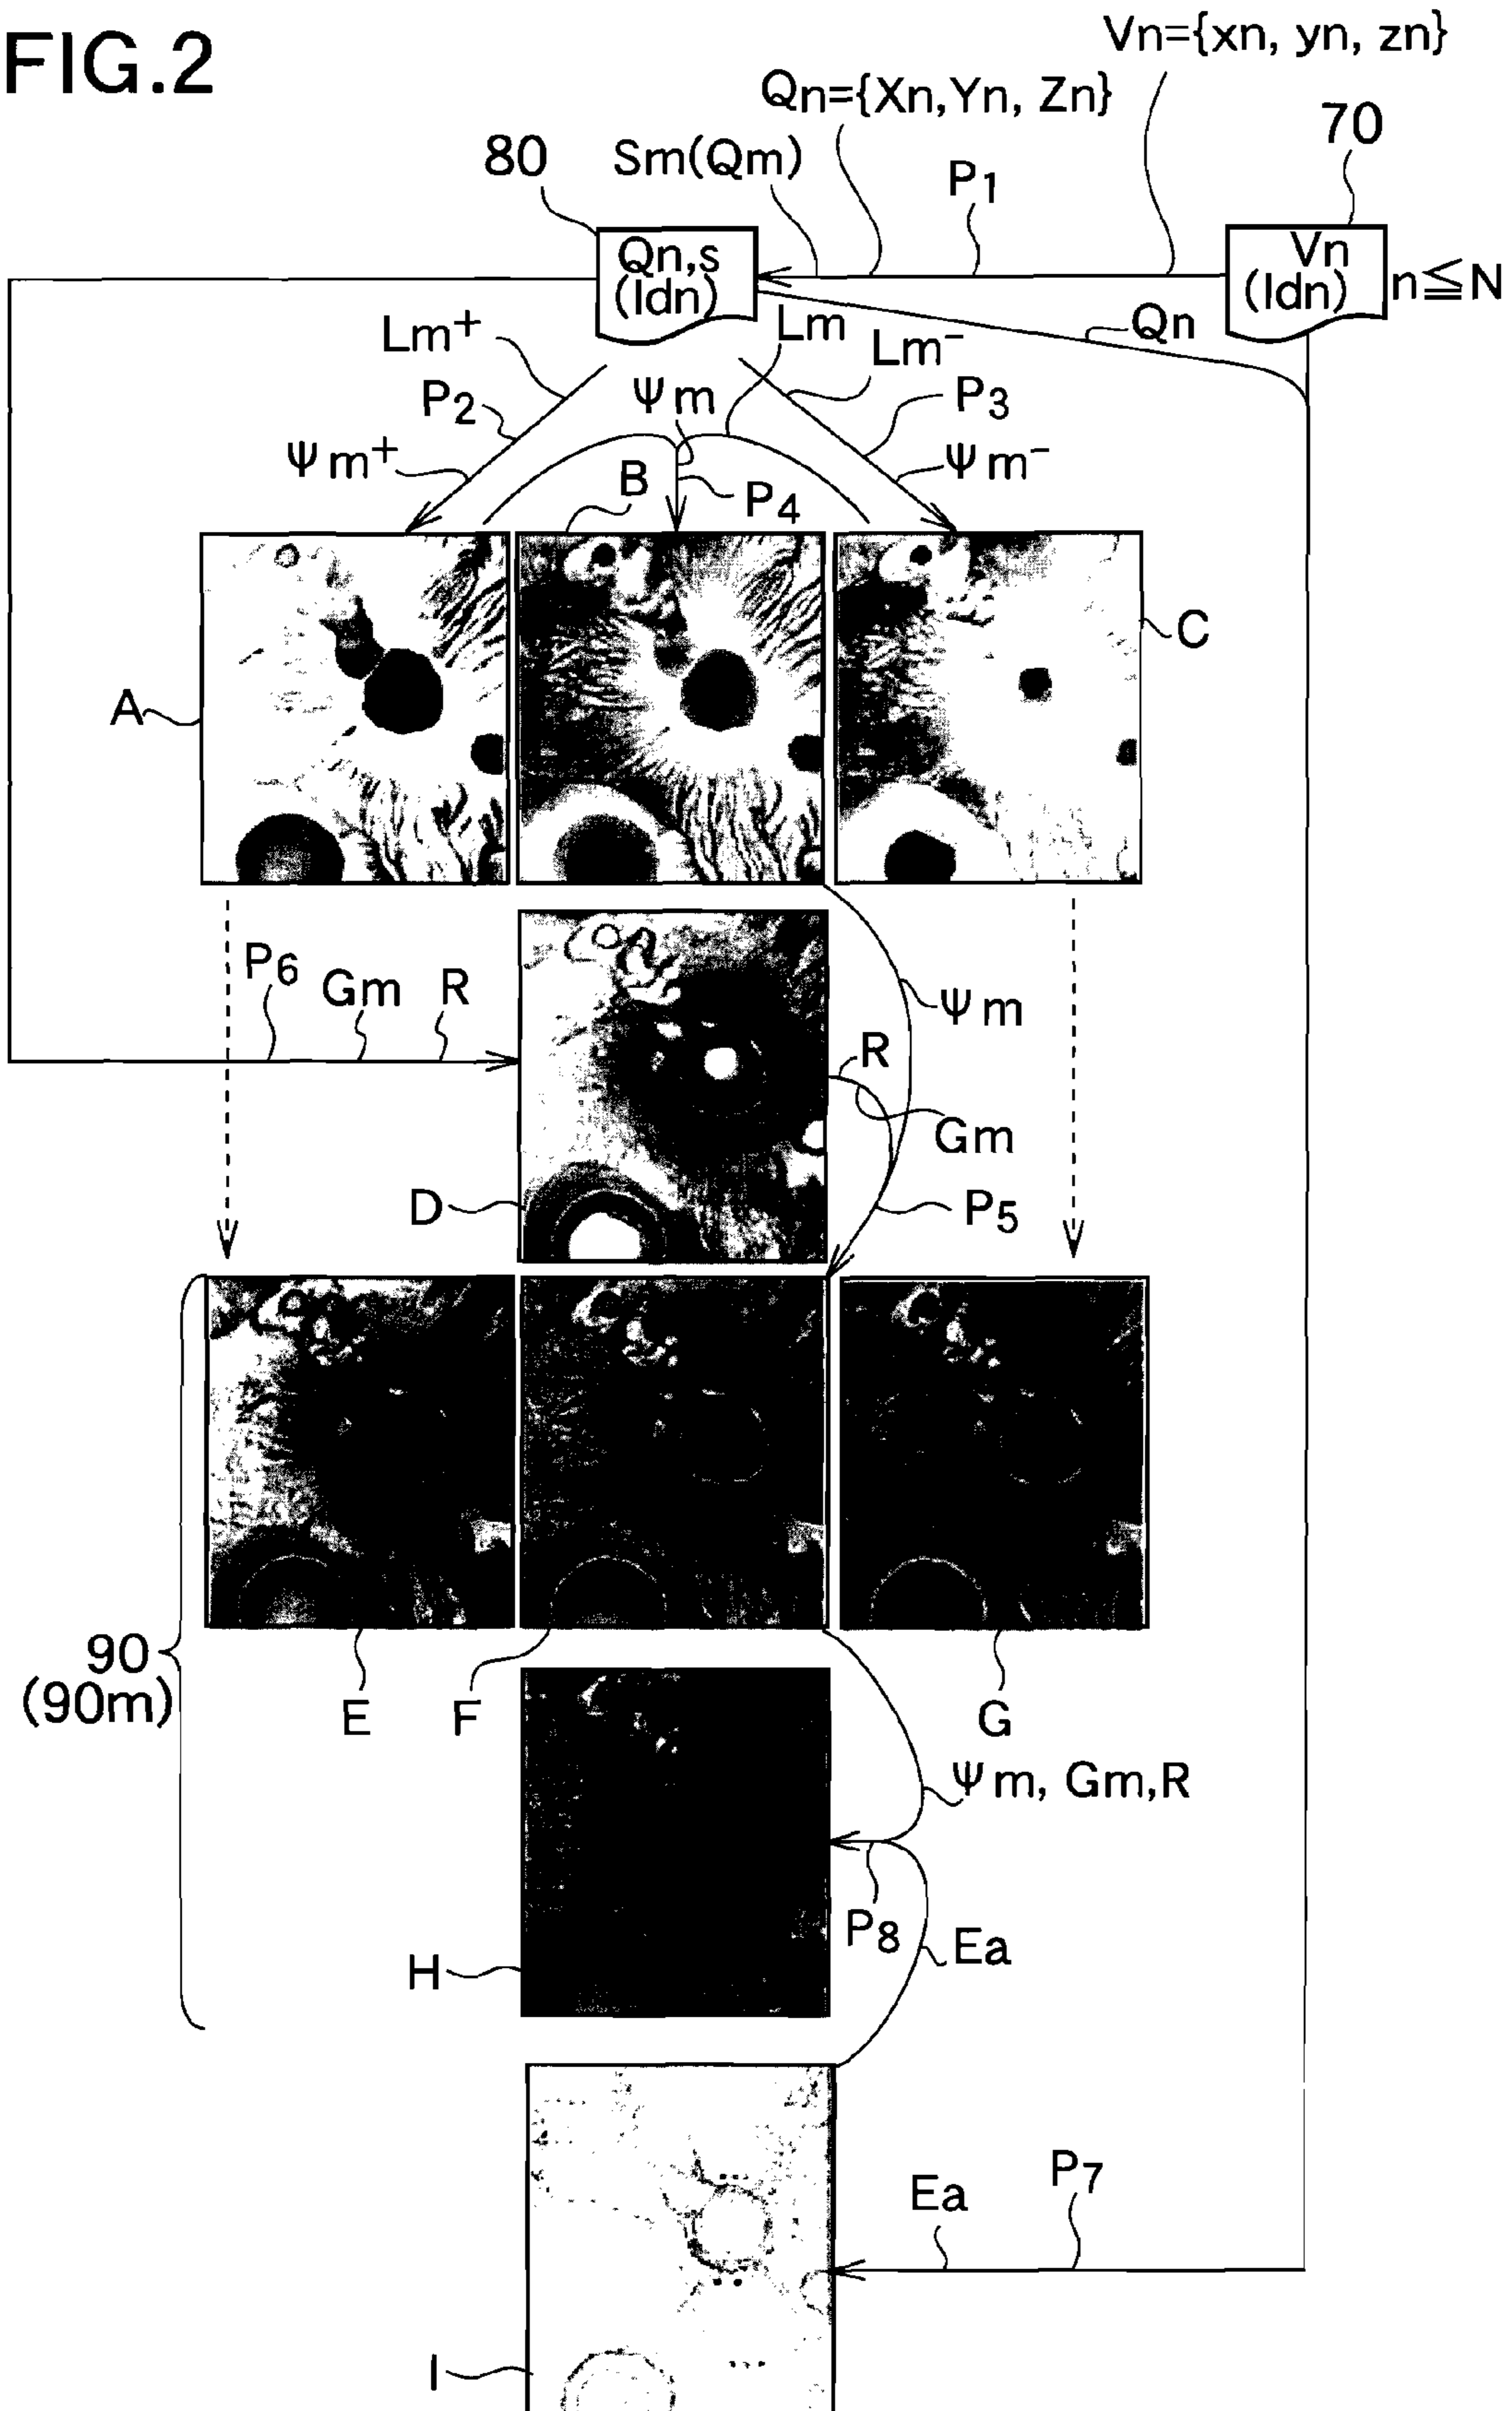 FIG.2
Vn={xn, yn, zn}
Qn={Xn,Yn, Zn}
70
80
Sm(Qm)
P1
Qn,s
(Idn)
Vn
(Idn)
n≦N
Qn
Lm+
Lm
Lm-
P2
Ψm
P3
Ψm+
Ψm-
B
P4
C
A
P6
Gm
R
Ψm
R
Gm
D
P5
90
(90m)
E
F
G
Ψm, Gm,R
P8
Ea
H
P7
Ea
I